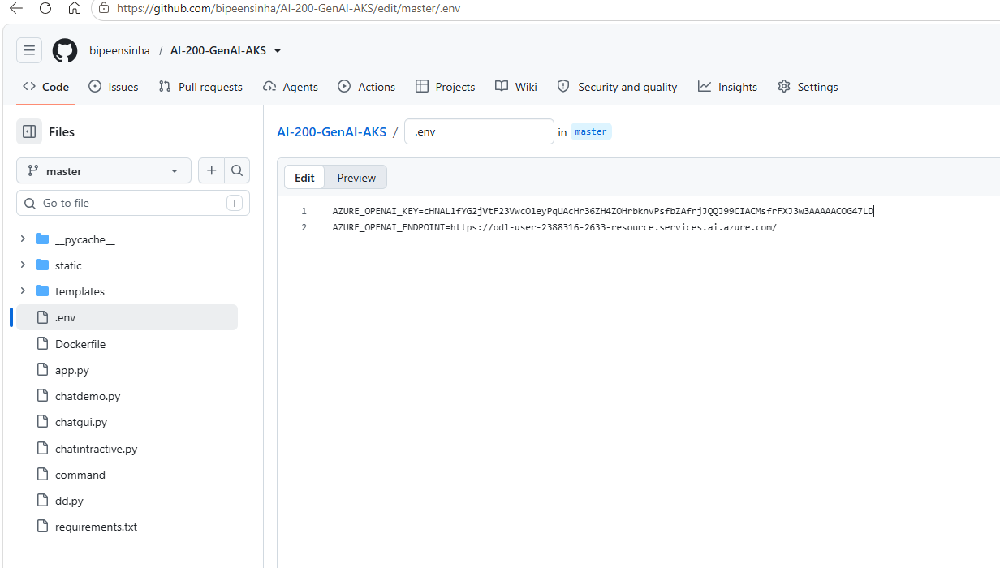 https://github.com/bipeensinha/AI-200-GenAI-AKS/edit/master/.env
bipeensinha / AI-200-GenAI-AKS
Code Issues Pull requests Agents Actions Projects Wiki Security and quality Insights Settings
Files
AI-200-GenAI-AKS / .env in master
master
Edit Preview
Go to file T
1 AZURE_OPENAI_KEY=cHNAL1fYG2jVtF23VwcO1eyPqUAcHr36ZH4ZOHrbknvPsfbZAfrjJQQJ99CIACMsfrFXJ3w3AAAAACOG47LD
2 AZURE_OPENAI_ENDPOINT=https://odl-user-2388316-2633-resource.services.ai.azure.com/
__pycache__
static
templates
.env
Dockerfile
app.py
chatdemo.py
chatgui.py
chatintractive.py
command
dd.py
requirements.txt